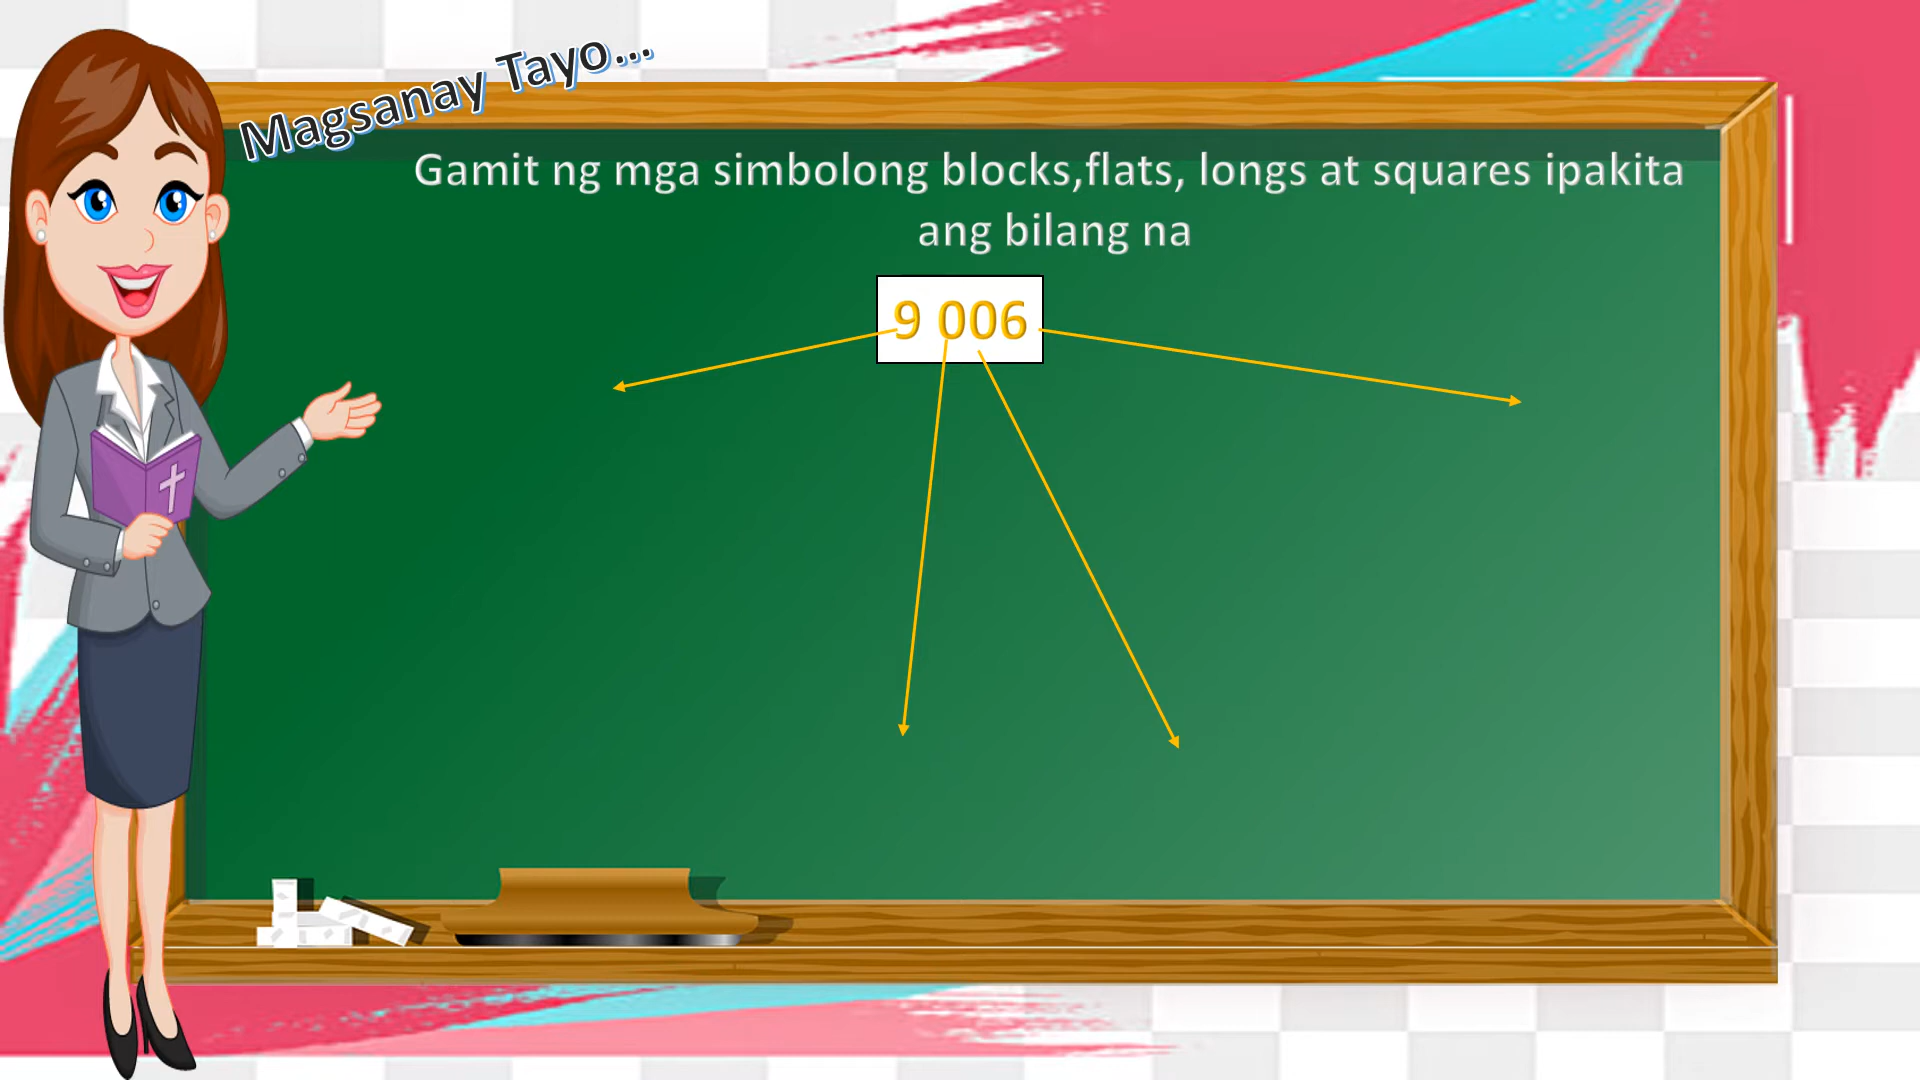 Magsanay Tayo...
Gamit ng mga simbolong blocks,flats, longs at squares ipakita
ang bilang na
9 006